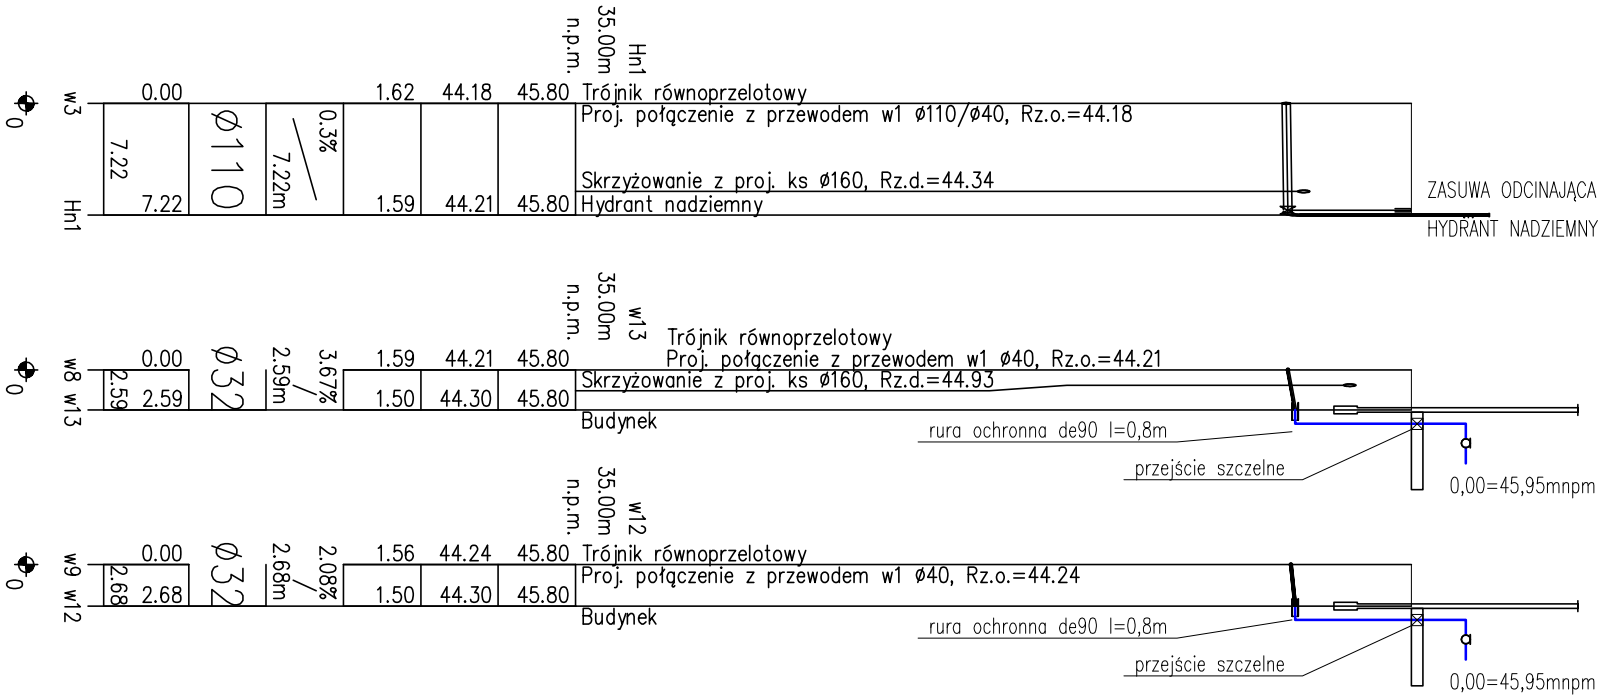 Hn1
35.00m
n.p.m.
w3
0
0.00
1.62
44.18
45.80
Trójnik równoprzelotowy
Proj. połączenie z przewodem w1 ø110/ø40, Rz.o.=44.18
7.22
Ø110
7.22m
0.3%
Skrzyżowanie z proj. ks ø160, Rz.d.=44.34
Hn1
7.22
1.59
44.21
45.80
Hydrant nadziemny
ZASUWA ODCINAJĄCA
HYDRANT NADZIEMNY
w13
35.00m
n.p.m.
w8
0
0.00
1.59
44.21
45.80
Trójnik równoprzelotowy
Proj. połączenie z przewodem w1 ø40, Rz.o.=44.21
2.59
Ø32
2.59m
3.67%
Skrzyżowanie z proj. ks ø160, Rz.d.=44.93
w13
2.59
1.50
44.30
45.80
Budynek
rura ochronna de90 l=0,8m
przejście szczelne
0,00=45,95mnpm
w12
35.00m
n.p.m.
w9
0
0.00
1.56
44.24
45.80
Trójnik równoprzelotowy
Proj. połączenie z przewodem w1 ø40, Rz.o.=44.24
2.68
Ø32
2.68m
2.08%
w12
2.68
1.50
44.30
45.80
Budynek
rura ochronna de90 l=0,8m
przejście szczelne
0,00=45,95mnpm